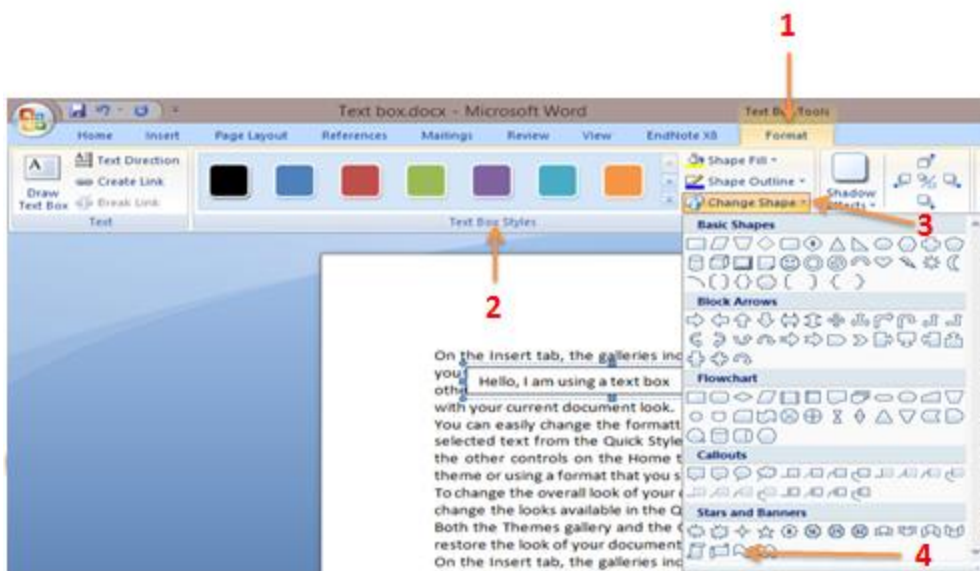 1
Text box.docx - Microsoft Word
Text Box Tools
Home Insert Page Layout References Mailings Review View EndNote X8 Format
Text Direction
Create Link
Break Link
Draw
Text Box
Text
Text Box Styles
Shape Fill
Shape Outline
Change Shape
Shadow
Effects
3
2
Basic Shapes
Block Arrows
Flowchart
Callouts
Stars and Banners
4
On the Insert tab, the galleries inc
you
Hello, I am using a text box
othe
with your current document look.
You can easily change the formatt
selected text from the Quick Style
the other controls on the Home t
theme or using a format that you s
To change the overall look of your
change the looks available in the Q
Both the Themes gallery and the
restore the look of your document
On the Insert tab, the galleries inc